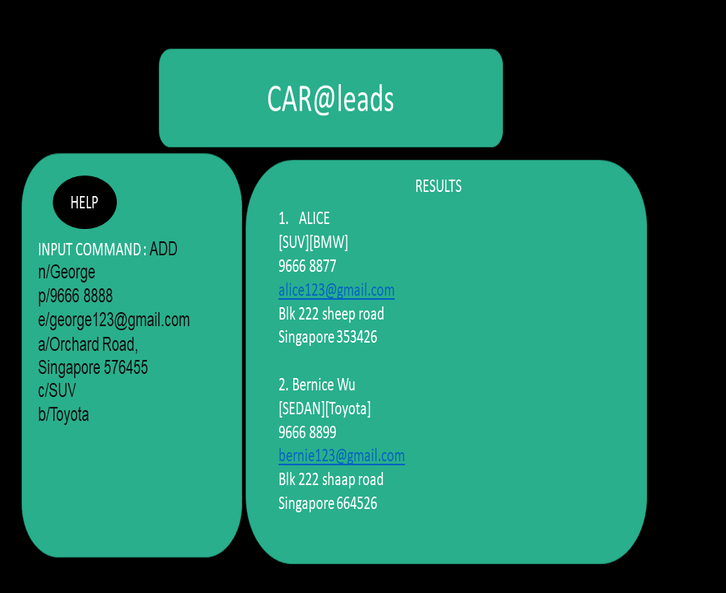 CAR@leads
HELP
INPUT COMMAND : ADD
n/George
p/9666 8888
e/george123@gmail.com
a/Orchard Road,
Singapore 576455
c/SUV
b/Toyota
RESULTS
1. ALICE
[SUV][BMW]
9666 8877
alice123@gmail.com
Blk 222 sheep road
Singapore 353426
2. Bernice Wu
[SEDAN][Toyota]
9666 8899
bernie123@gmail.com
Blk 222 shaap road
Singapore 664526